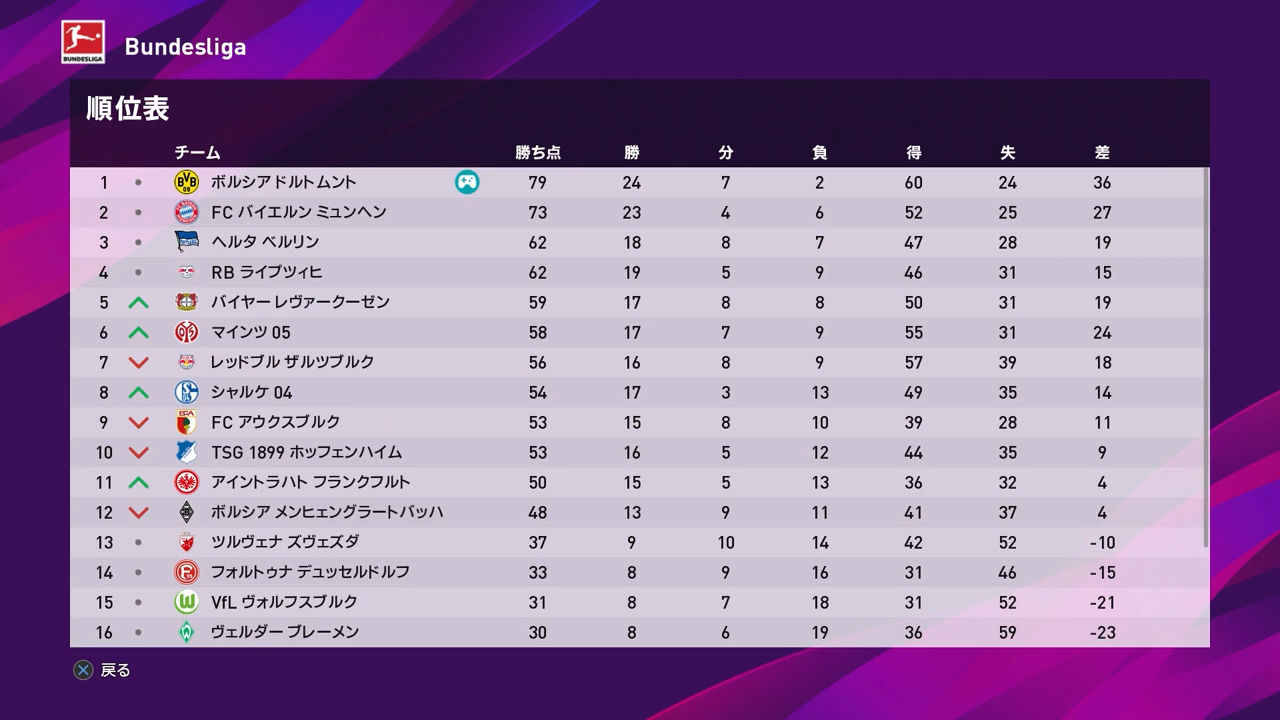 BUNDESLIGA Bundesliga
順位表
チーム 勝ち点 勝 分 負 得 失 差
1 ボルシア ドルトムント 79 24 7 2 60 24 36
2 FC バイエルン ミュンヘン 73 23 4 6 52 25 27
3 ヘルタ ベルリン 62 18 8 7 47 28 19
4 RB ライプツィヒ 62 19 5 9 46 31 15
5 バイヤー レヴァークーゼン 59 17 8 8 50 31 19
6 マインツ 05 58 17 7 9 55 31 24
7 レッドブル ザルツブルク 56 16 8 9 57 39 18
8 シャルケ 04 54 17 3 13 49 35 14
9 FC アウクスブルク 53 15 8 10 39 28 11
10 TSG 1899 ホッフェンハイム 53 16 5 12 44 35 9
11 アイントラハト フランクフルト 50 15 5 13 36 32 4
12 ボルシア メンヒェングラートバッハ 48 13 9 11 41 37 4
13 ツルヴェナ ズヴェズダ 37 9 10 14 42 52 -10
14 フォルトゥナ デュッセルドルフ 33 8 9 16 31 46 -15
15 VfL ヴォルフスブルク 31 8 7 18 31 52 -21
16 ヴェルダー ブレーメン 30 8 6 19 36 59 -23
戻る